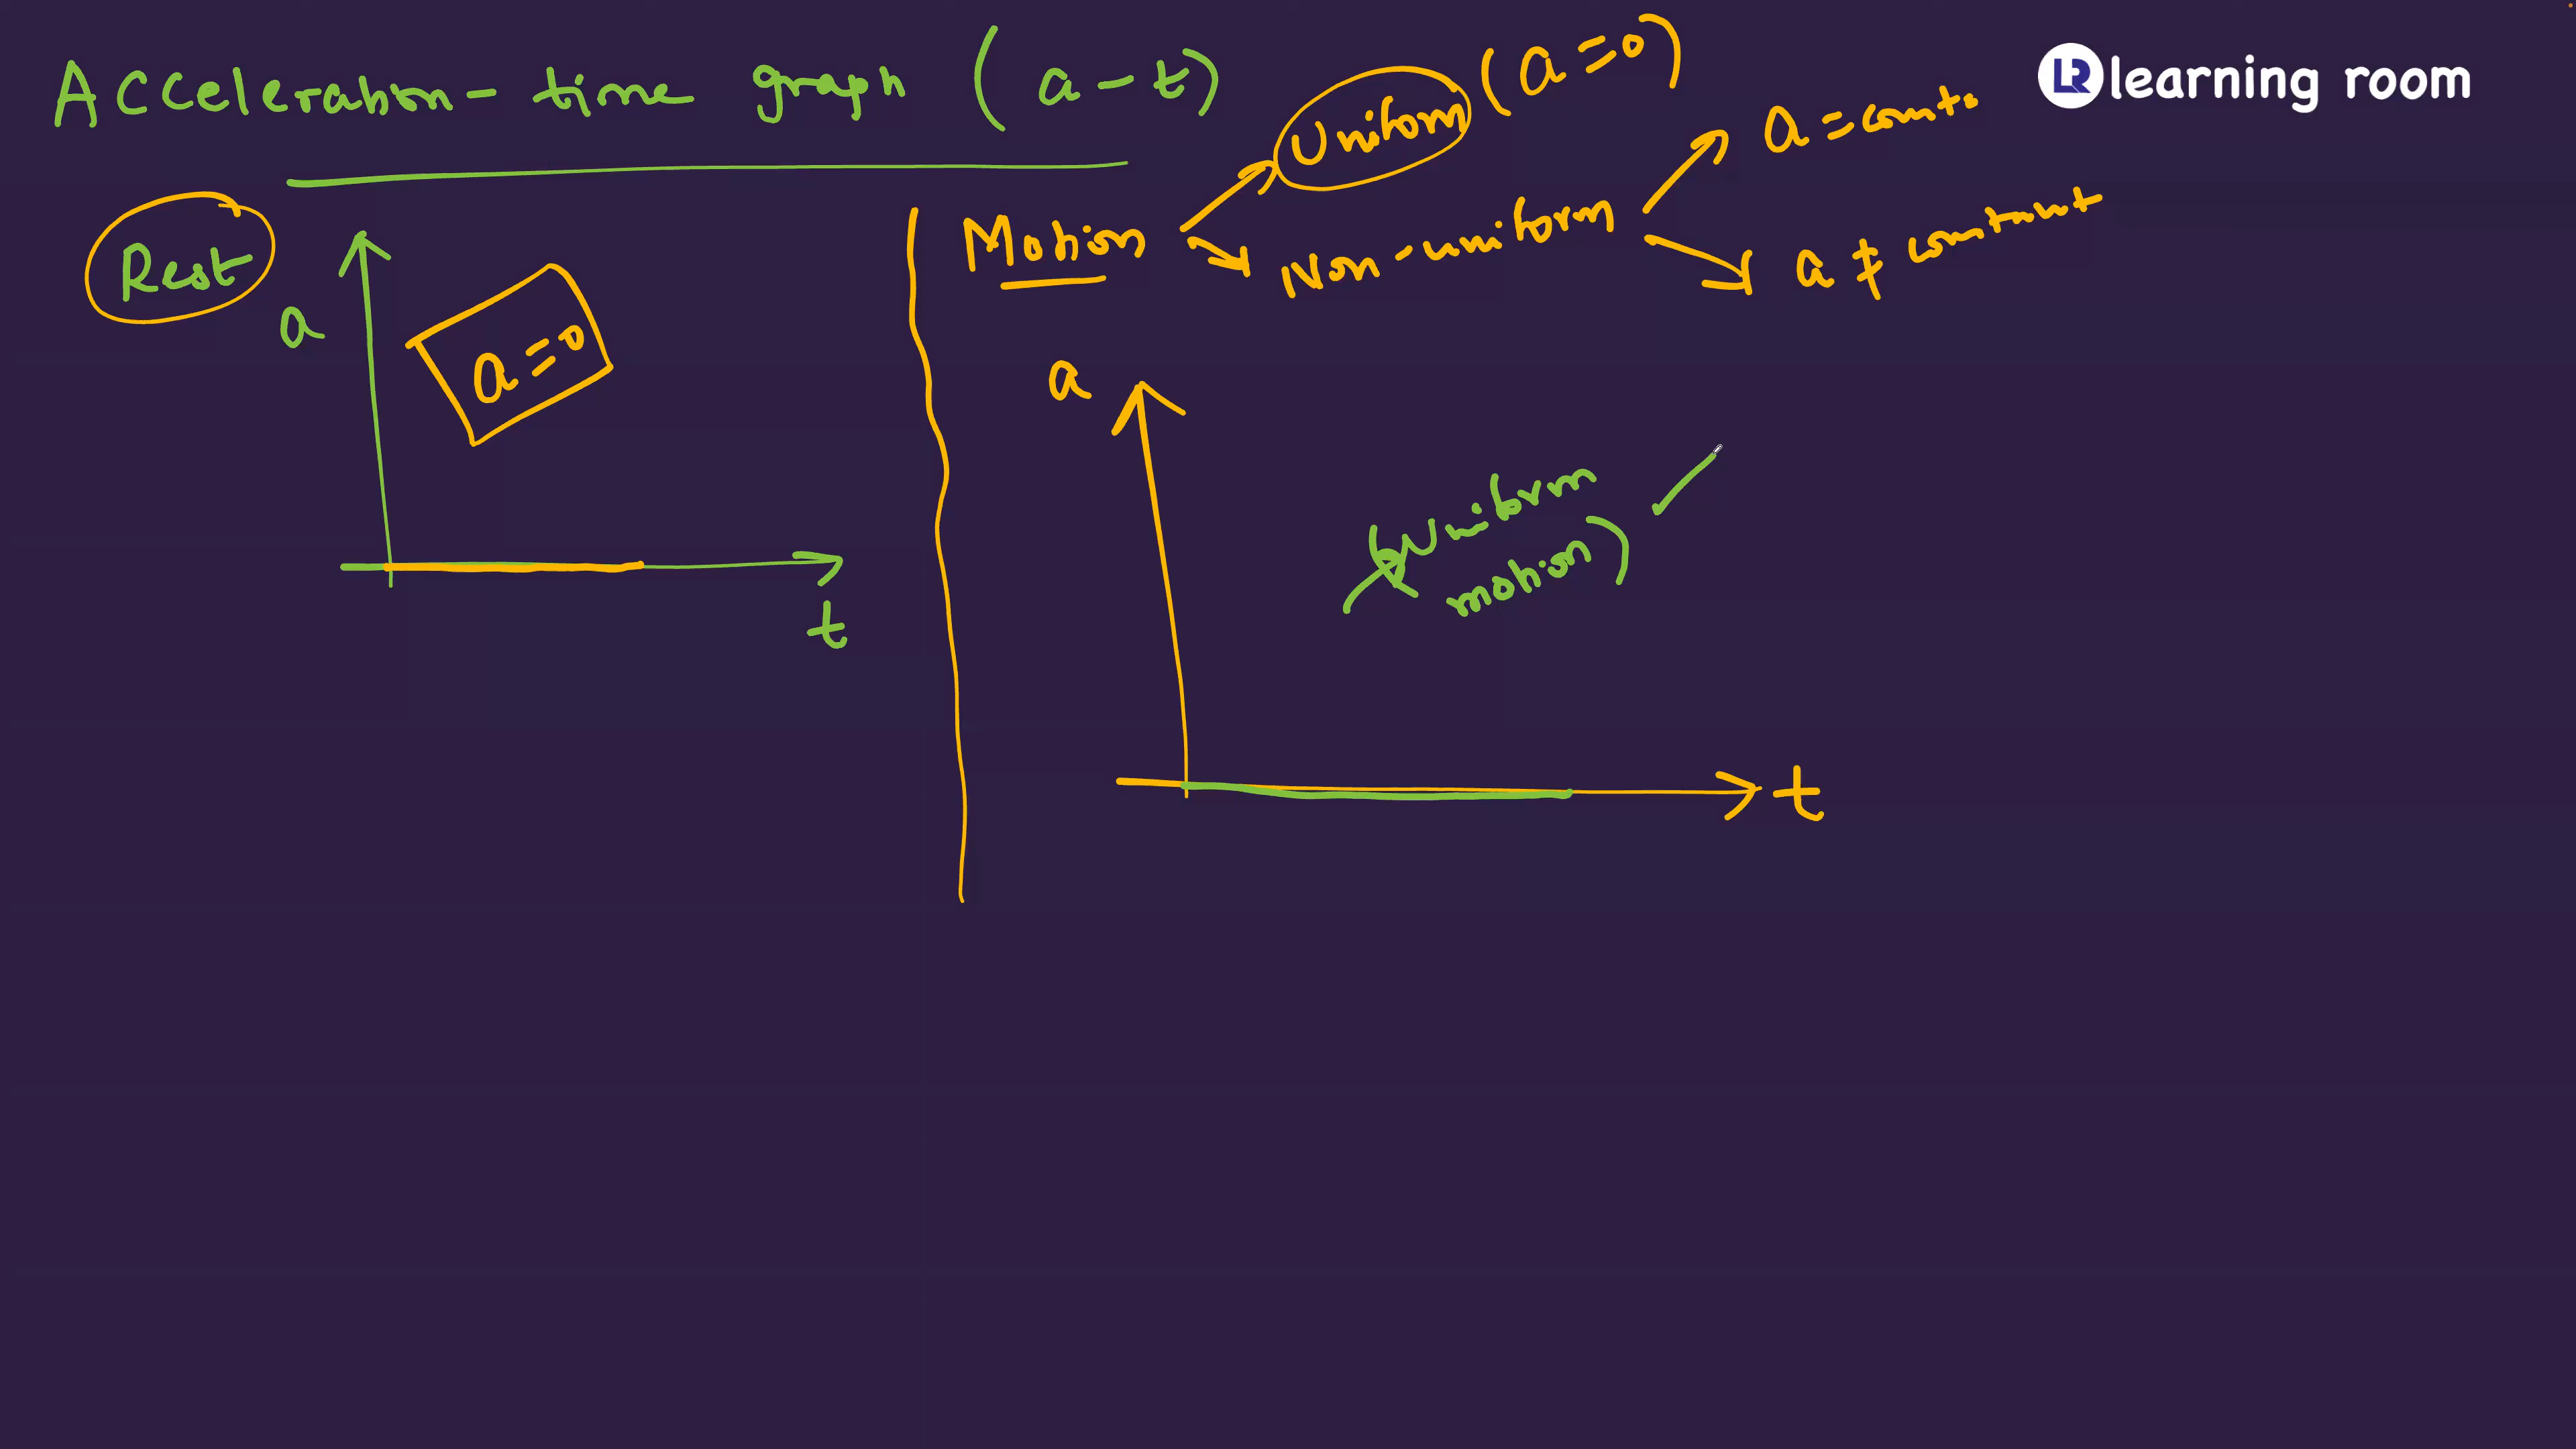 Acceleration - time graph (a - t)
learning room
Uniform (a = 0)
a = const.
Rest
Motion
Non-uniform
a ≠ constant
a
a = 0
a
(Uniform
motion)
t
t